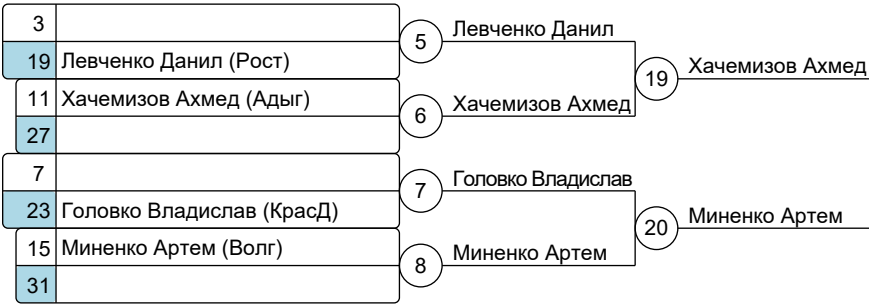 3
19 Левченко Данил (Рост)
11 Хачемизов Ахмед (Адыг)
27
7
23 Головко Владислав (КрасД)
15 Миненко Артем (Волг)
31
5 Левченко Данил
6 Хачемизов Ахмед
7 Головко Владислав
8 Миненко Артем
19 Хачемизов Ахмед
20 Миненко Артем